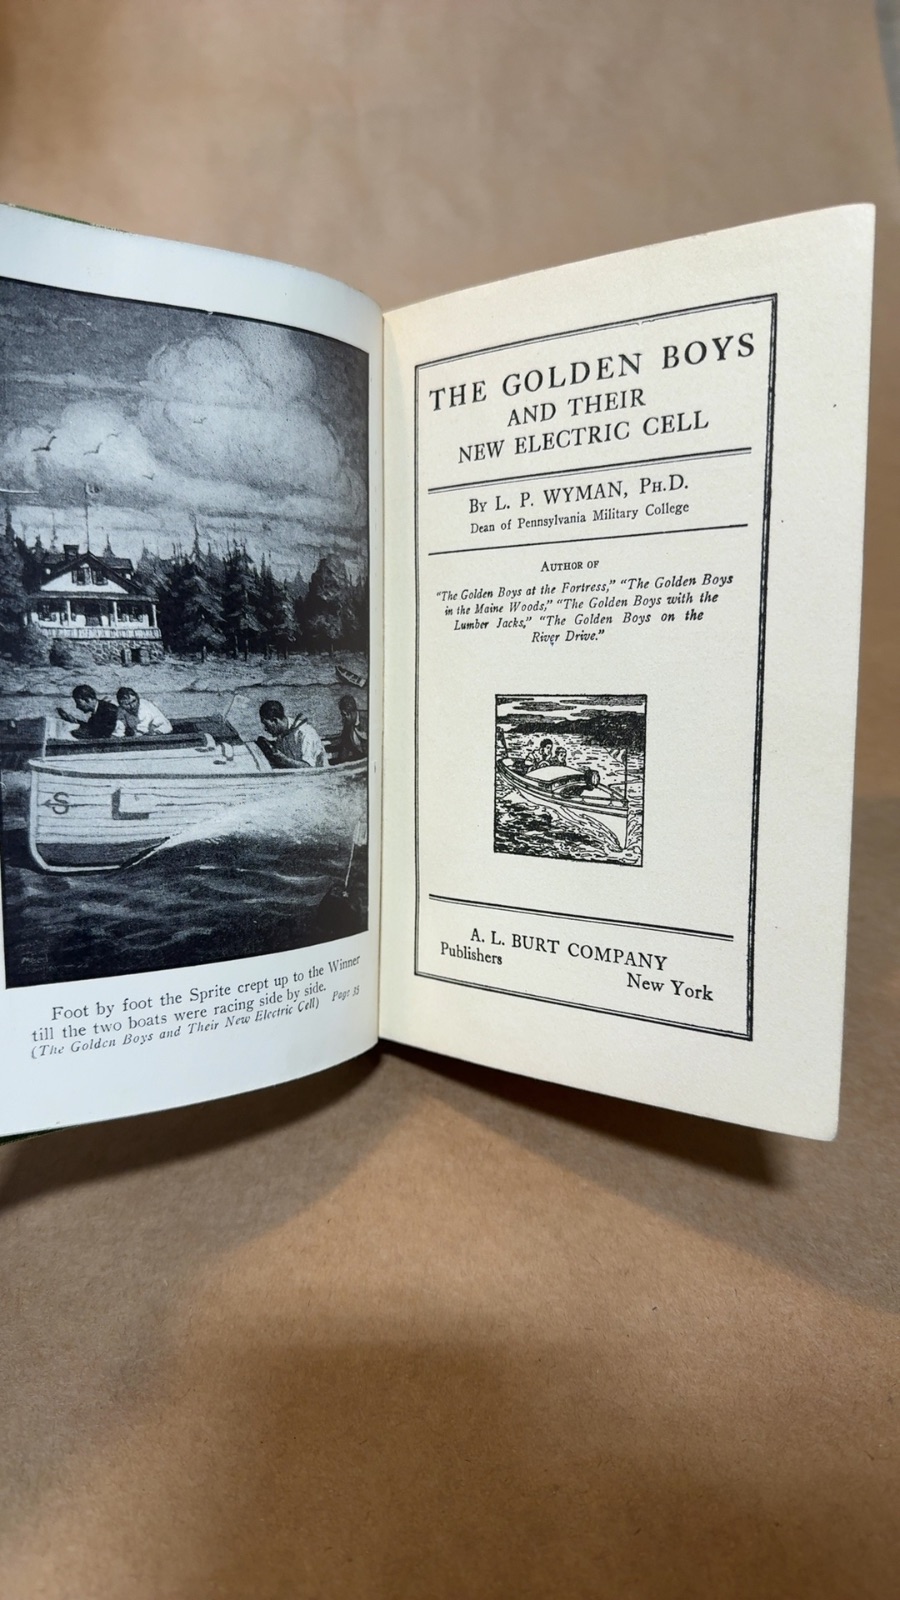 S L
Foot by foot the Sprite crept up to the Winner
till the two boats were racing side by side.
(The Golden Boys and Their New Electric Cell) Page 35
THE GOLDEN BOYS
AND THEIR
NEW ELECTRIC CELL
By L. P. WYMAN, Ph.D.
Dean of Pennsylvania Military College
Author of
"The Golden Boys at the Fortress," "The Golden Boys
in the Maine Woods," "The Golden Boys with the
Lumber Jacks," "The Golden Boys on the
River Drive."
A. L. BURT COMPANY
Publishers
New York